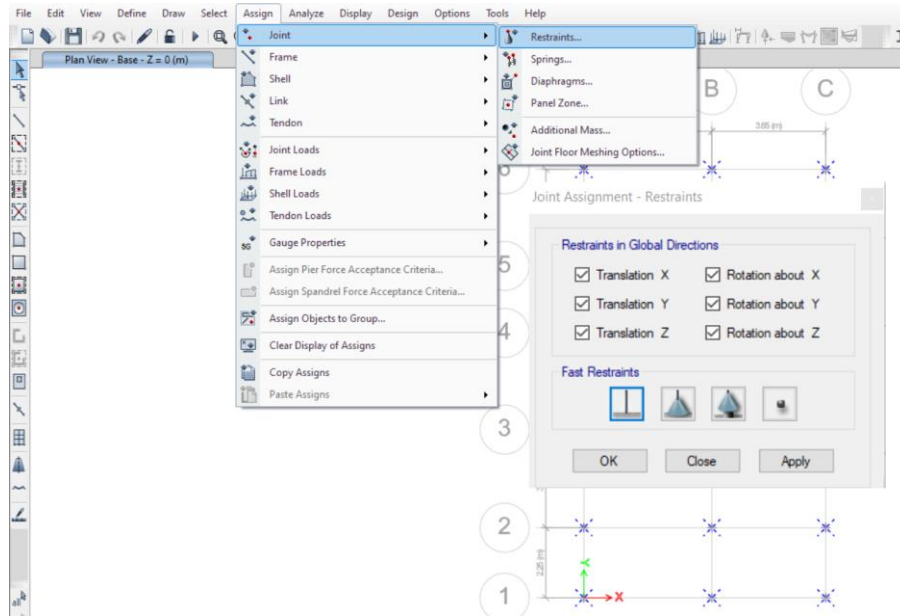 File Edit View Define Draw Select Assign Analyze Display Design Options Tools Help
Plan View - Base - Z = 0 (m)
Joint
Frame
Shell
Link
Tendon
Joint Loads
Frame Loads
Shell Loads
Tendon Loads
Gauge Properties
Assign Pier Force Acceptance Criteria...
Assign Spandrel Force Acceptance Criteria...
Assign Objects to Group...
Clear Display of Assigns
Copy Assigns
Paste Assigns
Restraints...
Springs...
Diaphragms...
Panel Zone...
Additional Mass...
Joint Floor Meshing Options...
B C
3.65 (m)
Joint Assignment - Restraints
Restraints in Global Directions
Translation X Rotation about X
Translation Y Rotation about Y
Translation Z Rotation about Z
Fast Restraints
OK Close Apply
5
4
3
2
2.25 (m)
1
Y
X
SG
all